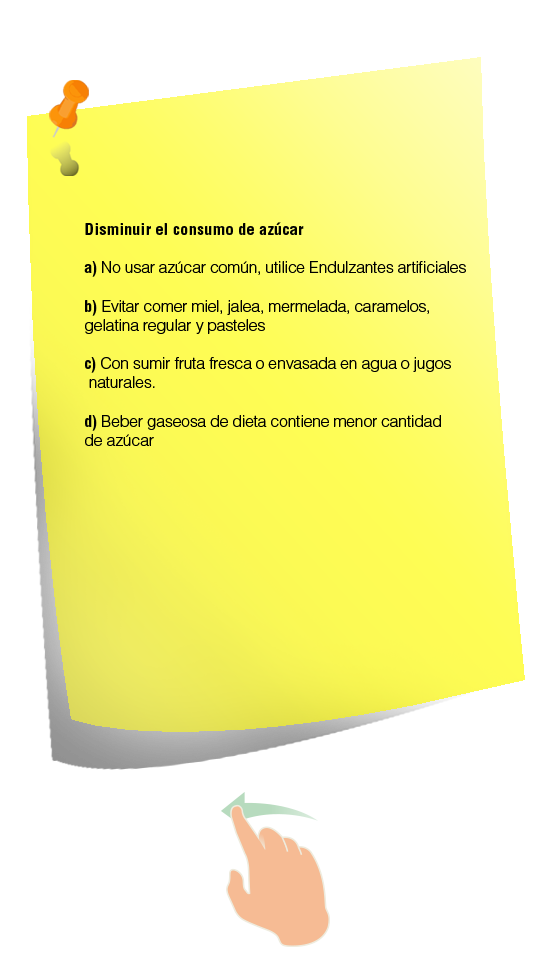 Disminuir el consumo de azúcar
a) No usar azúcar común, utilice Endulzantes artificiales
b) Evitar comer miel, jalea, mermelada, caramelos,
gelatina regular y pasteles
c) Con sumir fruta fresca o envasada en agua o jugos
naturales.
d) Beber gaseosa de dieta contiene menor cantidad
de azúcar